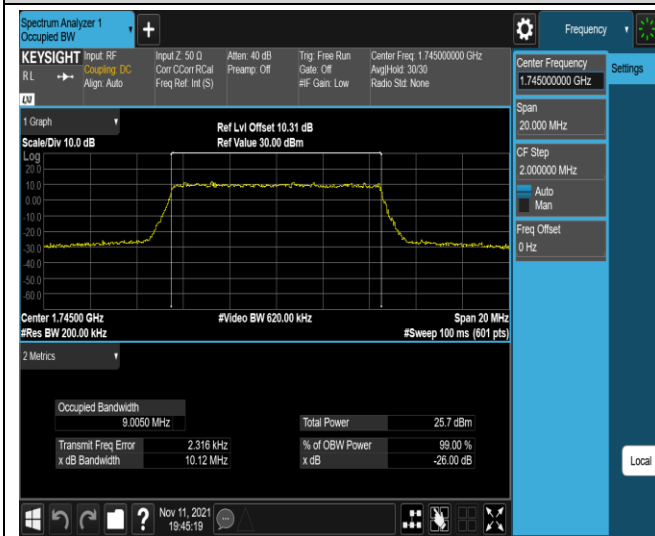 Spectrum Analyzer 1
Occupied BW
Frequency
KEYSIGHT
Input: RF
Coupling: DC
Align: Auto
R L
LXI
Input Z: 50 Ω
Corr CCorr RCal
Freq Ref: Int (S)
Atten: 40 dB
Preamp: Off
Trig: Free Run
Gate: Off
#IF Gain: Low
Center Freq: 1.745000000 GHz
Avg|Hold: 30/30
Radio Std: None
Center Frequency
1.745000000 GHz
Settings
Span
20.000 MHz
CF Step
2.000000 MHz
Auto
Man
Freq Offset
0 Hz
Local
1 Graph
Scale/Div 10.0 dB
Ref Lvl Offset 10.31 dB
Ref Value 30.00 dBm
Log
20.0
10.0
0.00
-10.0
-20.0
-30.0
-40.0
-50.0
-60.0
Center 1.74500 GHz
#Video BW 620.00 kHz
Span 20 MHz
#Res BW 200.00 kHz
#Sweep 100 ms (601 pts)
2 Metrics
Occupied Bandwidth
9.0050 MHz
Total Power 25.7 dBm
Transmit Freq Error 2.316 kHz
% of OBW Power 99.00 %
x dB Bandwidth 10.12 MHz
x dB -26.00 dB
?
Nov 11, 2021
19:45:19